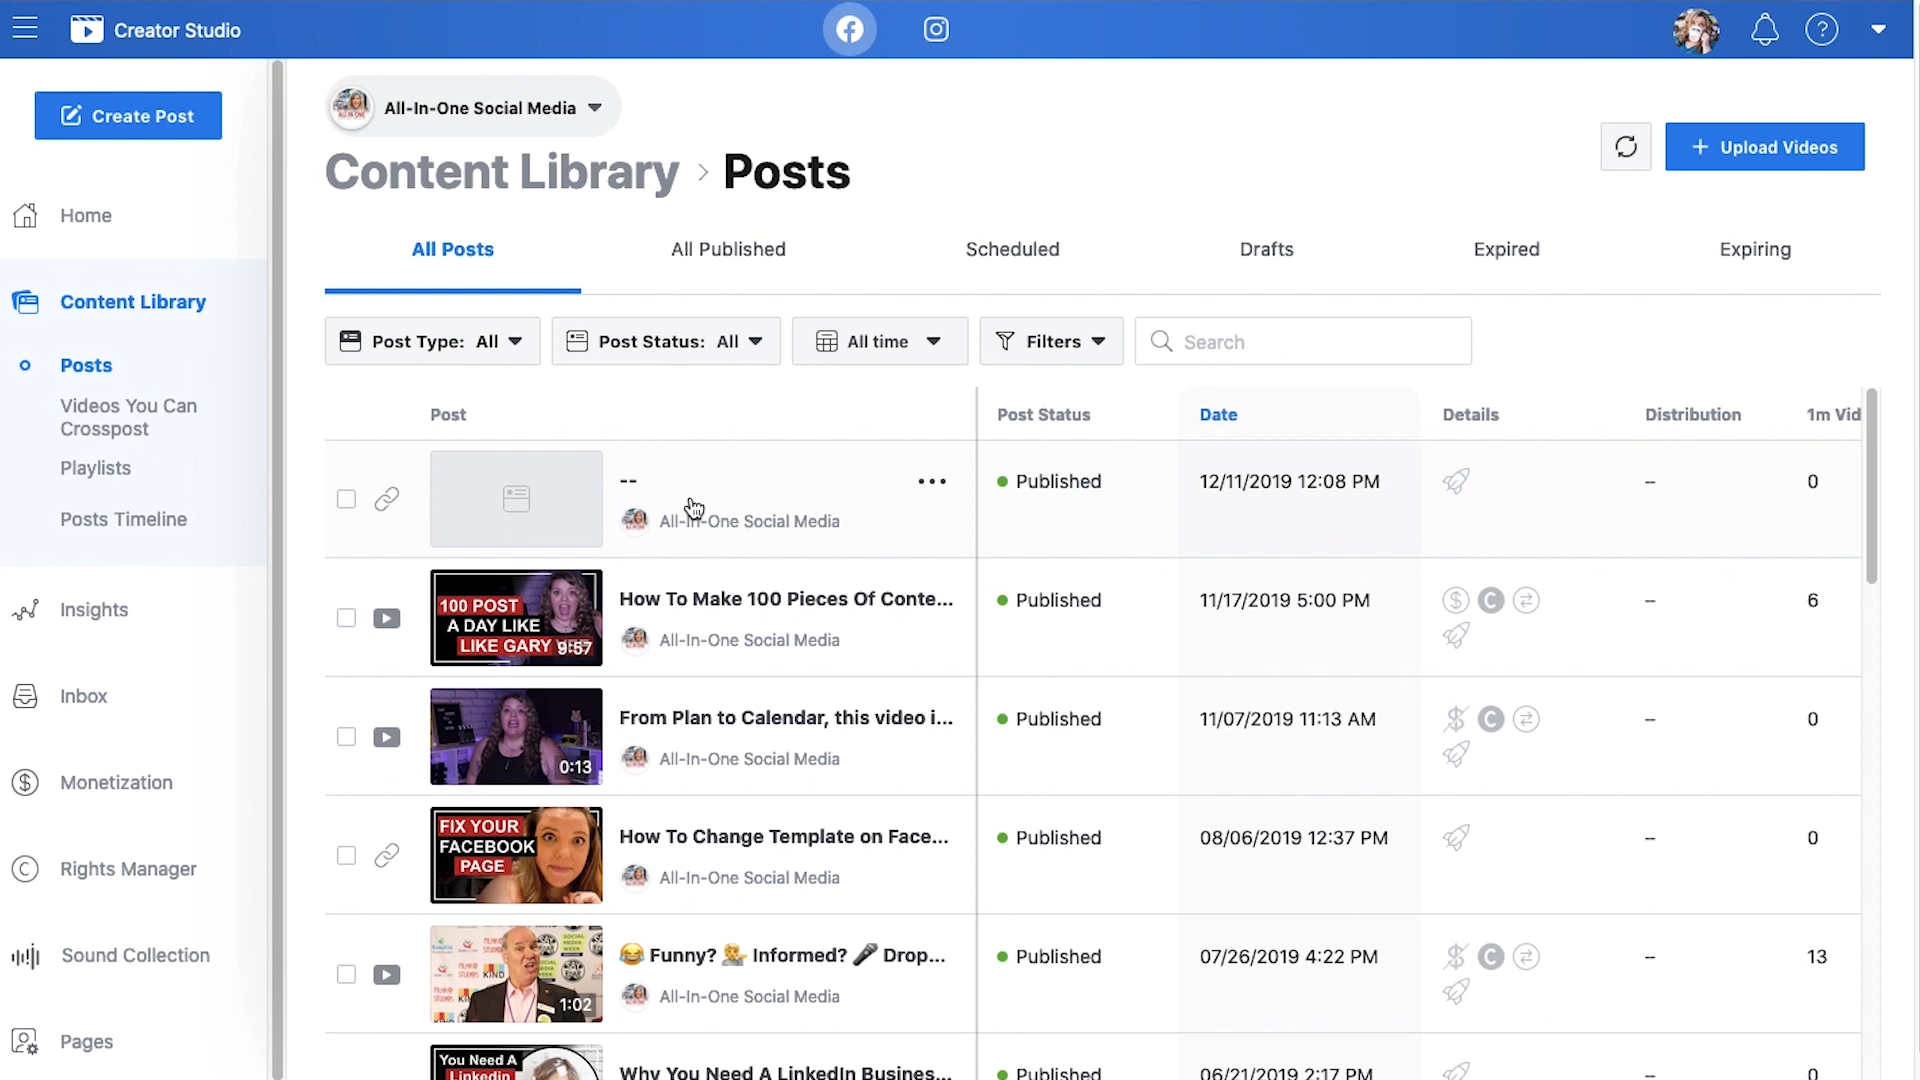 Creator Studio
Create Post
Home
Content Library
Posts
Videos You Can
Crosspost
Playlists
Posts Timeline
Insights
Inbox
Monetization
Rights Manager
Sound Collection
Pages
All-In-One Social Media
Content Library > Posts
+ Upload Videos
All Posts All Published Scheduled Drafts Expired Expiring
Post Type: All Post Status: All All time Filters Search
Post Post Status Date Details Distribution 1m Vid
-- ••• Published 12/11/2019 12:08 PM -- 0
All-In-One Social Media
100 POST
A DAY LIKE
LIKE GARY
9:57
How To Make 100 Pieces Of Conte... Published 11/17/2019 5:00 PM -- 6
All-In-One Social Media
0:13
From Plan to Calendar, this video i... Published 11/07/2019 11:13 AM -- 0
All-In-One Social Media
FIX YOUR
FACEBOOK
PAGE
How To Change Template on Face... Published 08/06/2019 12:37 PM -- 0
All-In-One Social Media
KIND
1:02
😂 Funny? 💁‍♂️ Informed? 🎤 Drop... Published 07/26/2019 4:22 PM -- 13
All-In-One Social Media
You Need A
Linkedin
Why You Need A LinkedIn Busines... Published 06/21/2019 2:17 PM -- 0